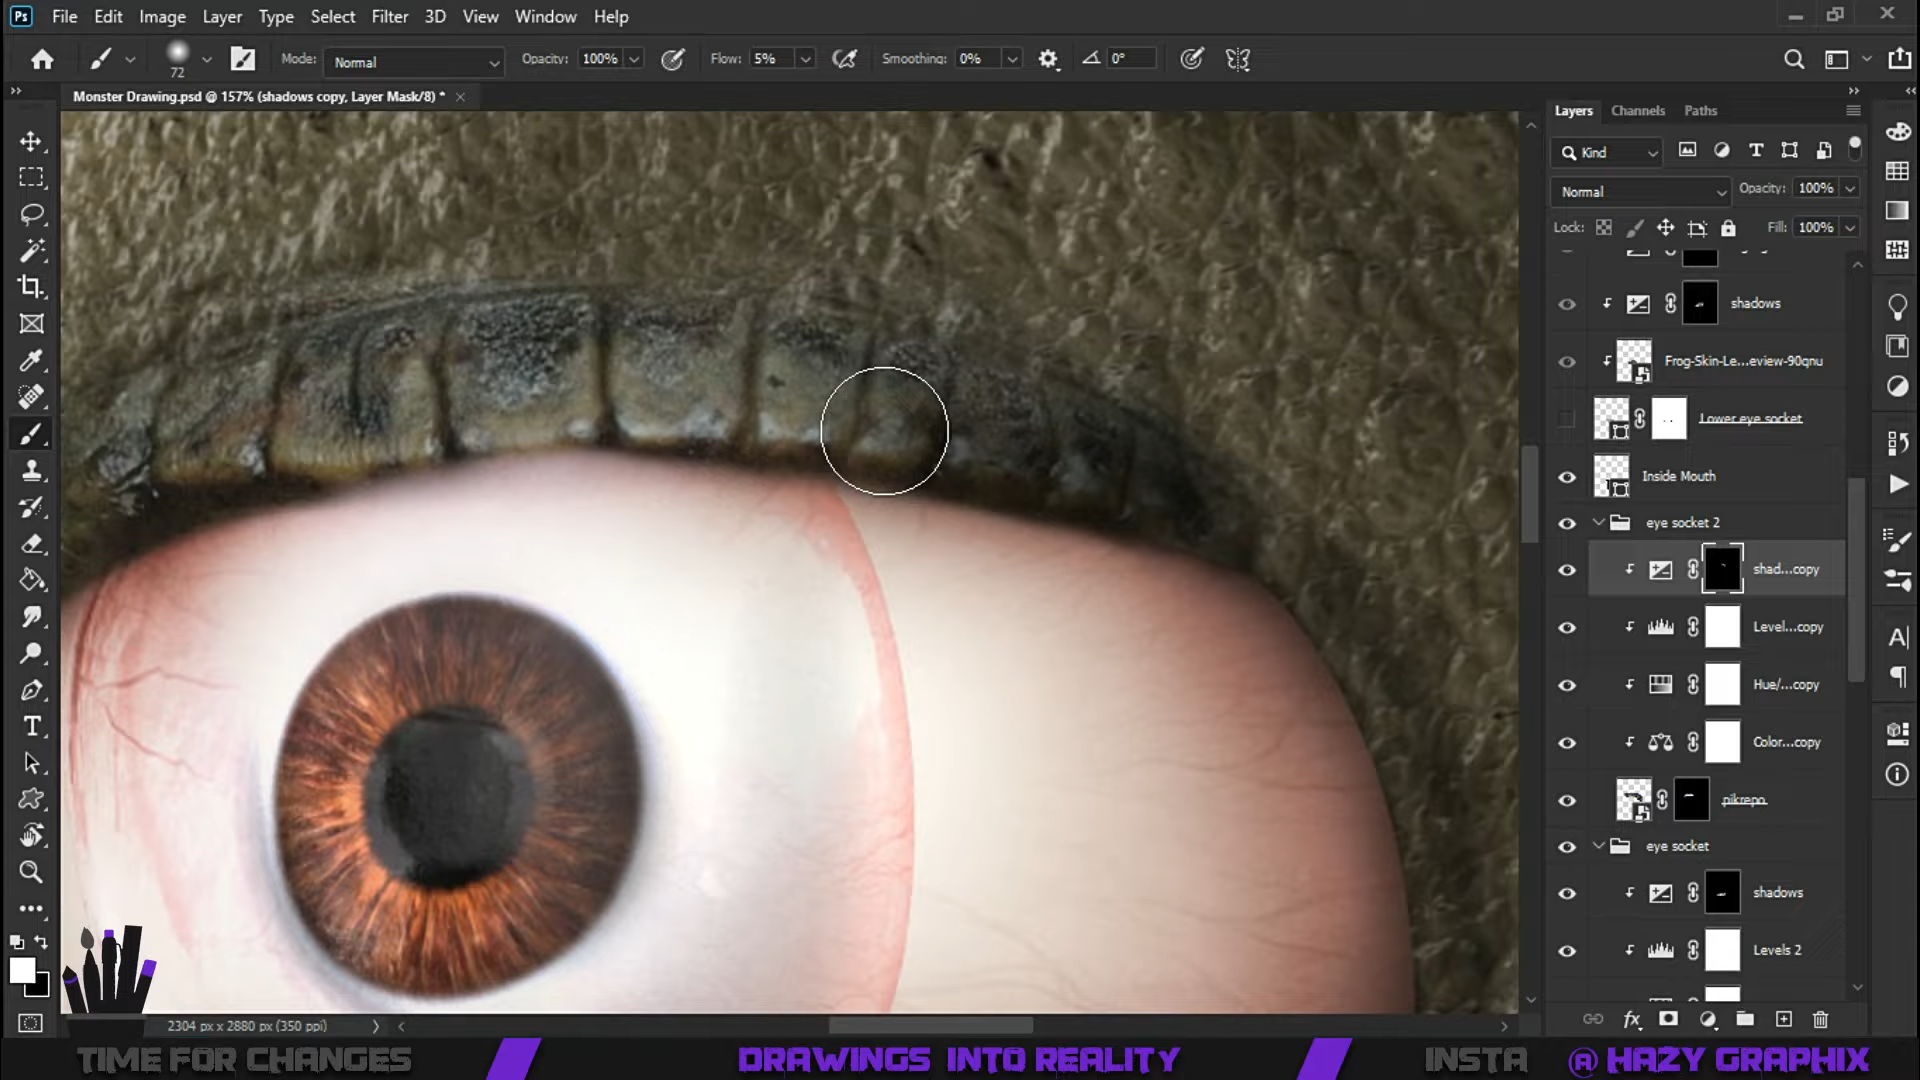 Ps File Edit Image Layer Type Select Filter 3D View Window Help
72 Mode: Normal Opacity: 100% Flow: 5% Smoothing: 0% 0°
Monster Drawing.psd @ 157% (shadows copy, Layer Mask/8) *
Layers Channels Paths
Kind
Normal Opacity: 100%
Lock: Fill: 100%
shadows
Frog-Skin-Le...eview-90qnu
Lower eye socket
Inside Mouth
eye socket 2
shad...copy
Level...copy
Hue/...copy
Color...copy
pikrepo
eye socket
shadows
Levels 2
2304 px x 2880 px (350 ppi)
TIME FOR CHANGES DRAWINGS INTO REALITY INSTA @ HAZY GRAPHIX